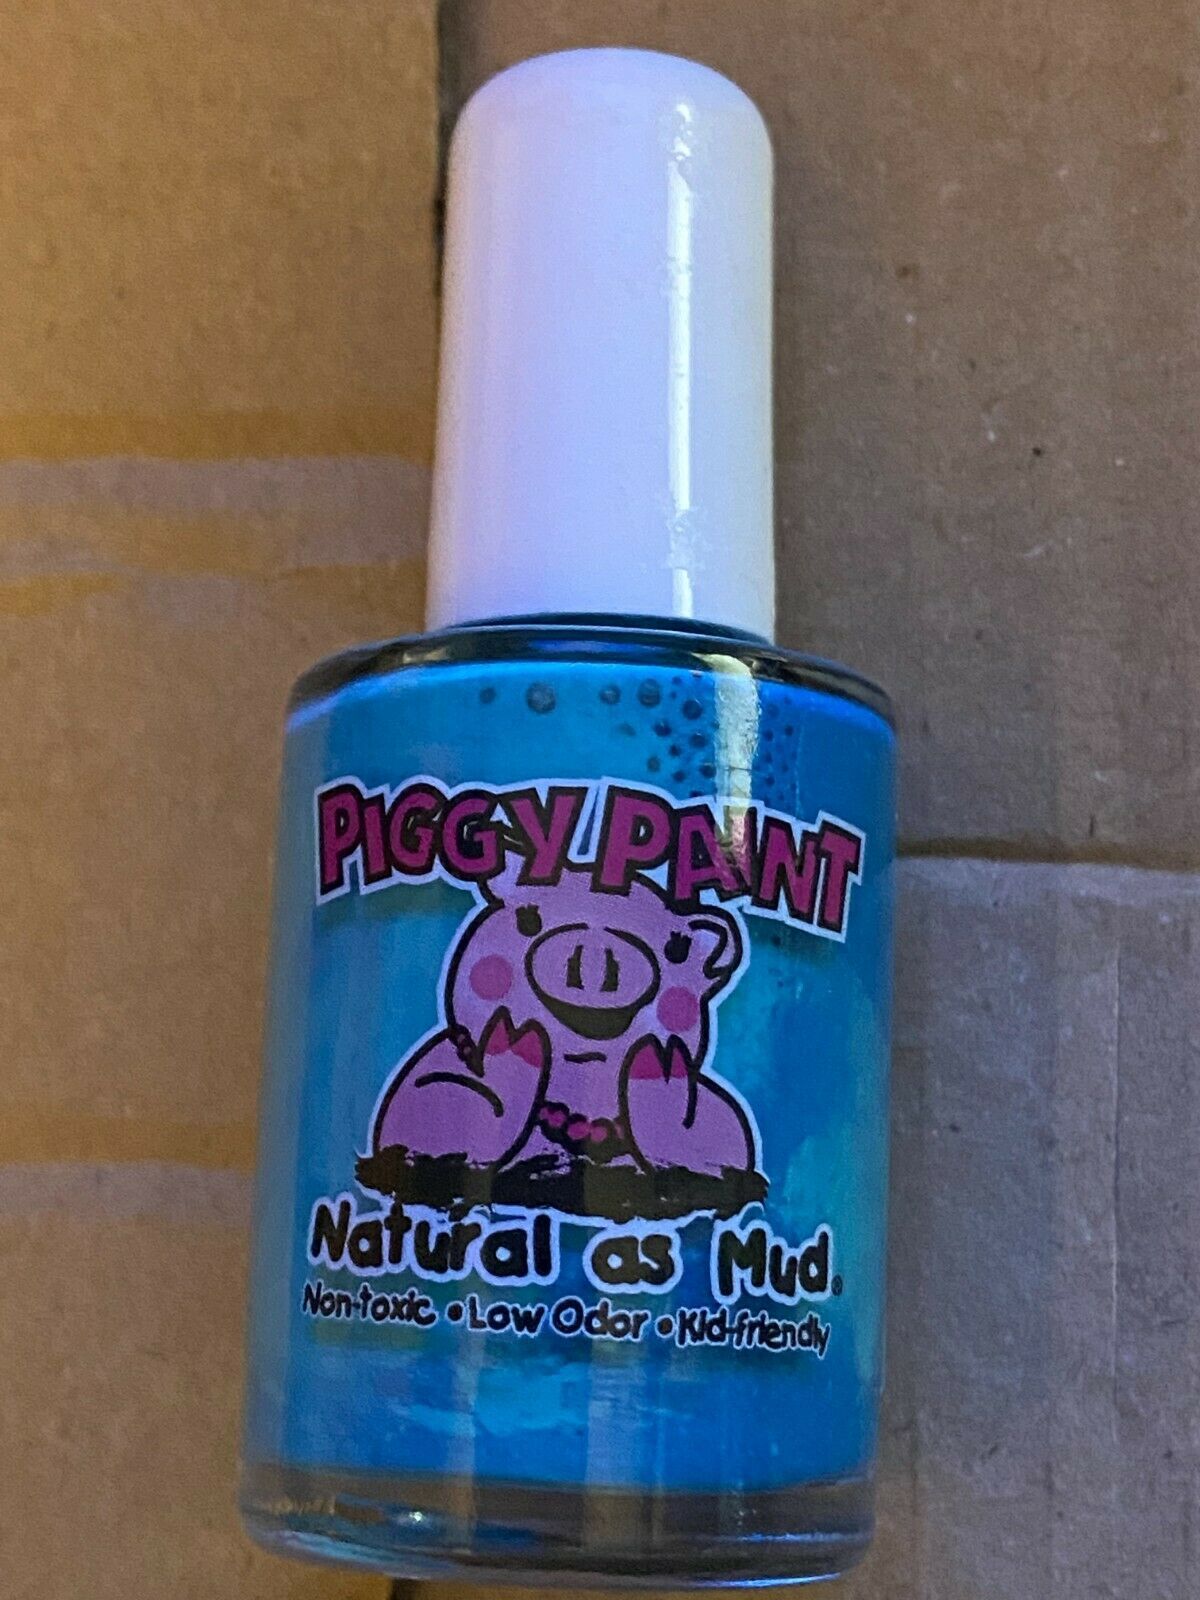 PIGGY PAINT
Natural as Mud®
Non-toxic • Low Odor • Kid-friendly